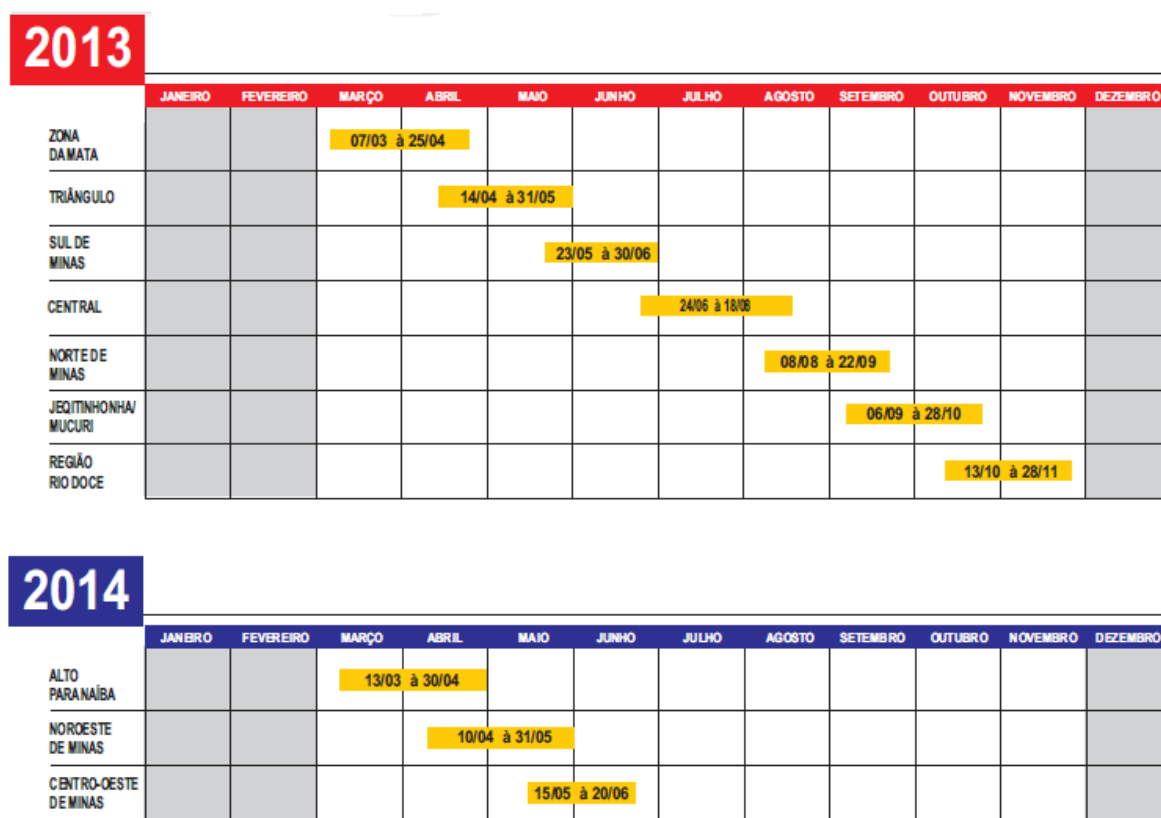 2013
JANEIRO FEVEREIRO MARÇO ABRIL MAIO JUNHO JULHO AGOSTO SETEMBRO OUTUBRO NOVEMBRO DEZEMBRO
ZONA
DA MATA
07/03 à 25/04
TRIÂNGULO
14/04 à 31/05
SUL DE
MINAS
23/05 à 30/06
CENTRAL
24/06 à 18/08
NORTE DE
MINAS
08/08 à 22/09
JEQITINHONHA/
MUCURI
06/09 à 28/10
REGIÃO
RIO DOCE
13/10 à 28/11
2014
JANEIRO FEVEREIRO MARÇO ABRIL MAIO JUNHO JULHO AGOSTO SETEMBRO OUTUBRO NOVEMBRO DEZEMBRO
ALTO
PARANAÍBA
13/03 à 30/04
NOROESTE
DE MINAS
10/04 à 31/05
CENTRO-OESTE
DE MINAS
15/05 à 20/06